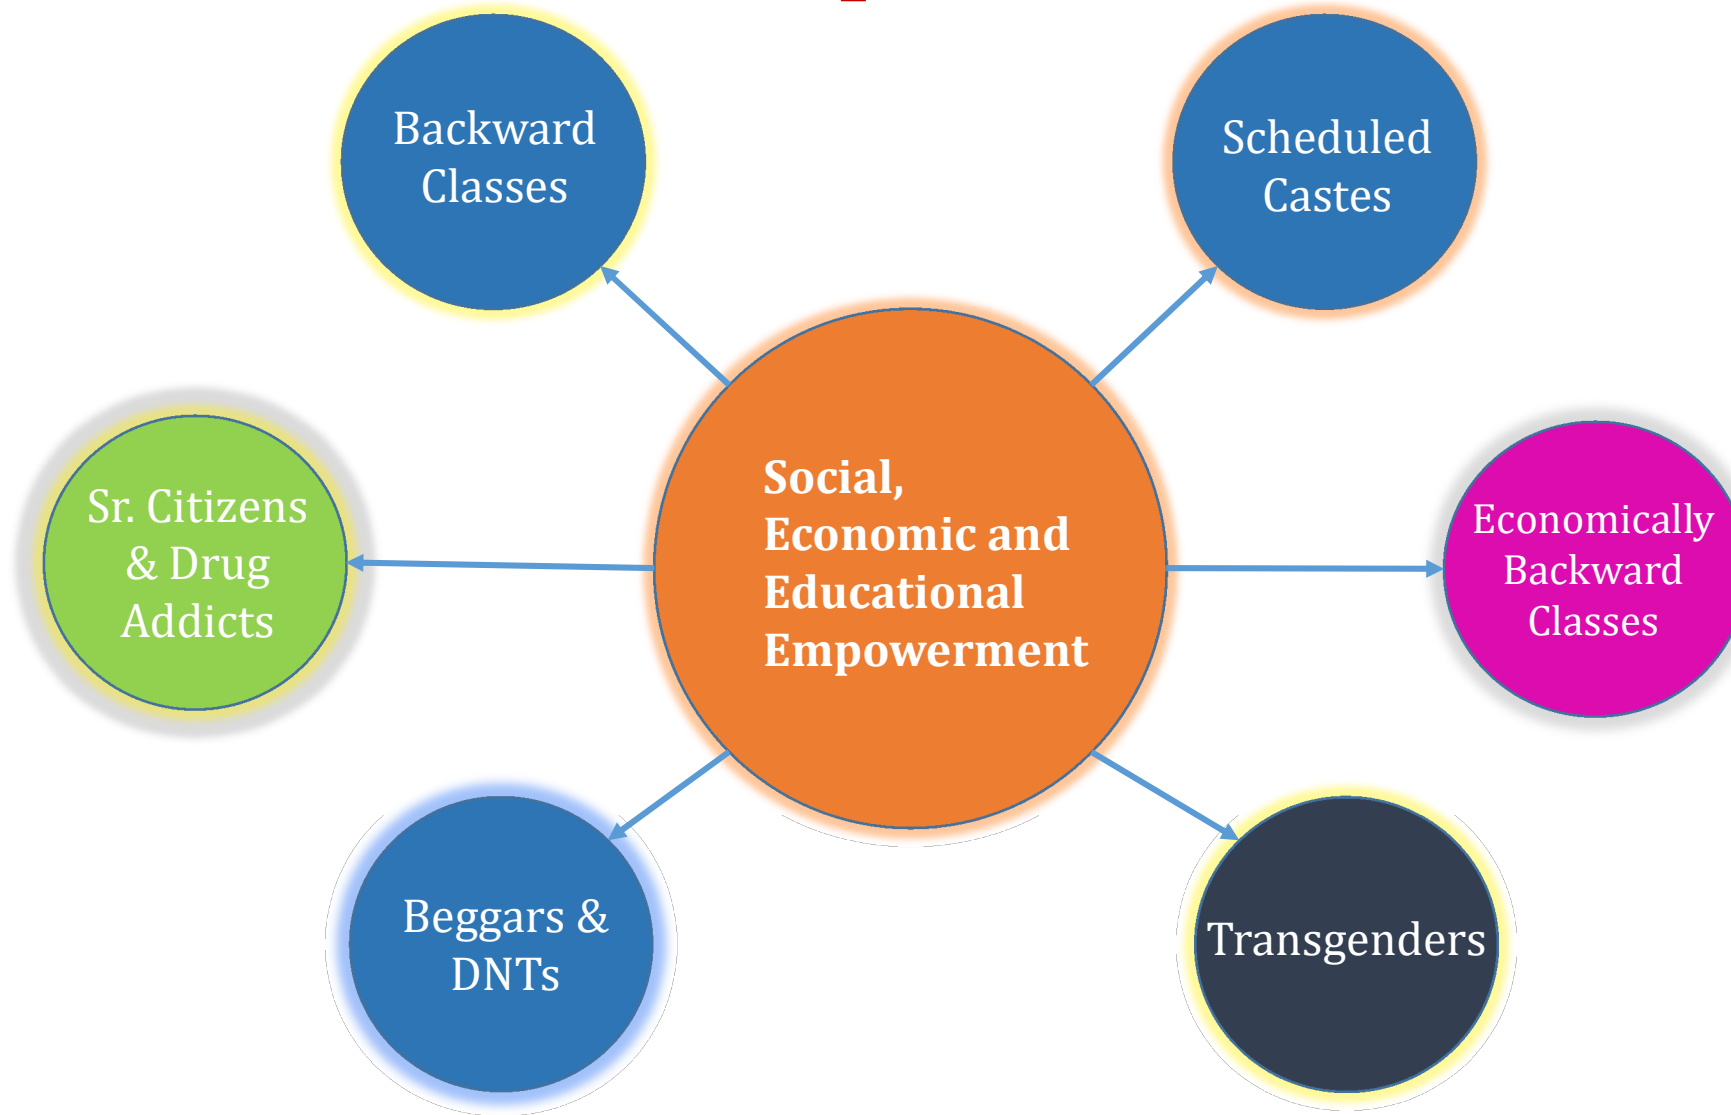 Backward
Classes
Scheduled
Castes
Sr. Citizens
& Drug
Addicts
Social,
Economic and
Educational
Empowerment
Economically
Backward
Classes
Beggars &
DNTs
Transgenders